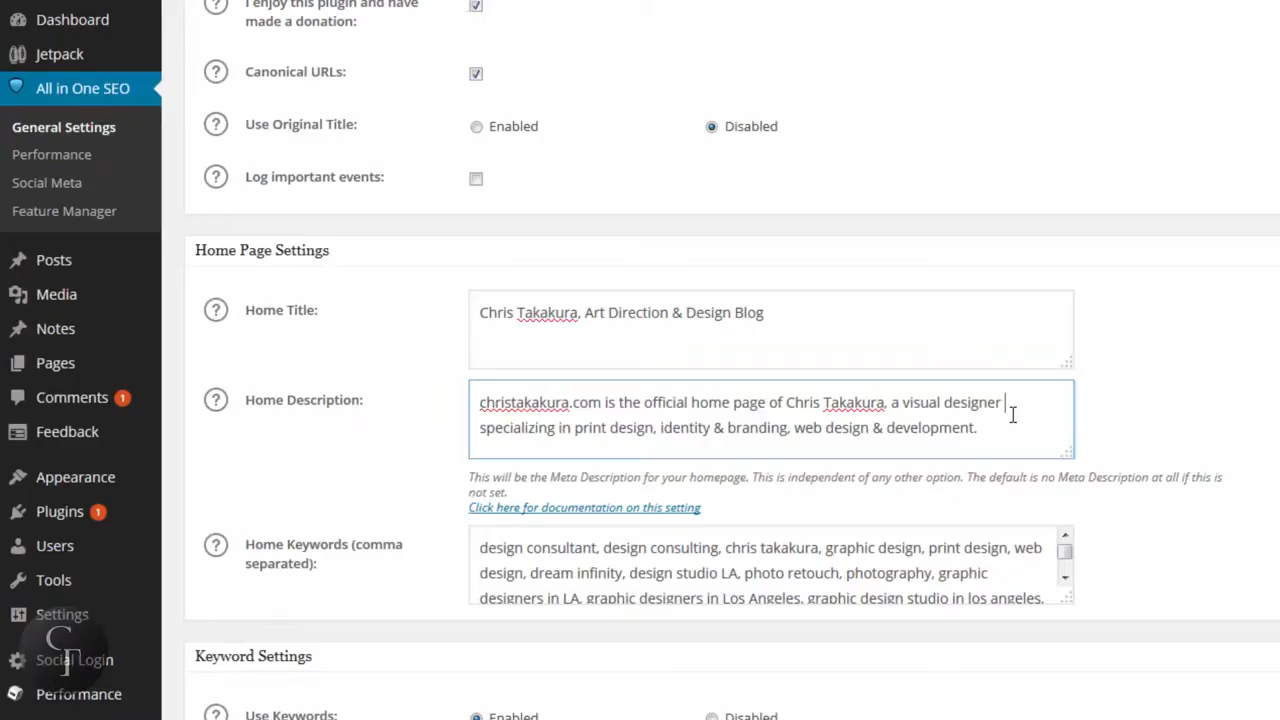 Dashboard
Jetpack
All in One SEO
General Settings
Performance
Social Meta
Feature Manager
Posts
Media
Notes
Pages
Comments 1
Feedback
Appearance
Plugins 1
Users
Tools
Settings
Social Login
Performance
CT
? I enjoy this plugin and have
made a donation:
? Canonical URLs:
? Use Original Title: Enabled Disabled
? Log important events:
Home Page Settings
? Home Title:
Chris Takakura, Art Direction & Design Blog
? Home Description:
christakakura.com is the official home page of Chris Takakura, a visual designer
specializing in print design, identity & branding, web design & development.
This will be the Meta Description for your homepage. This is independent of any other option. The default is no Meta Description at all if this is
not set.
Click here for documentation on this setting
? Home Keywords (comma
separated):
design consultant, design consulting, chris takakura, graphic design, print design, web
design, dream infinity, design studio LA, photo retouch, photography, graphic
designers in LA, graphic designers in Los Angeles, graphic design studio in los angeles,
Keyword Settings
? Use Keywords: Enabled Disabled